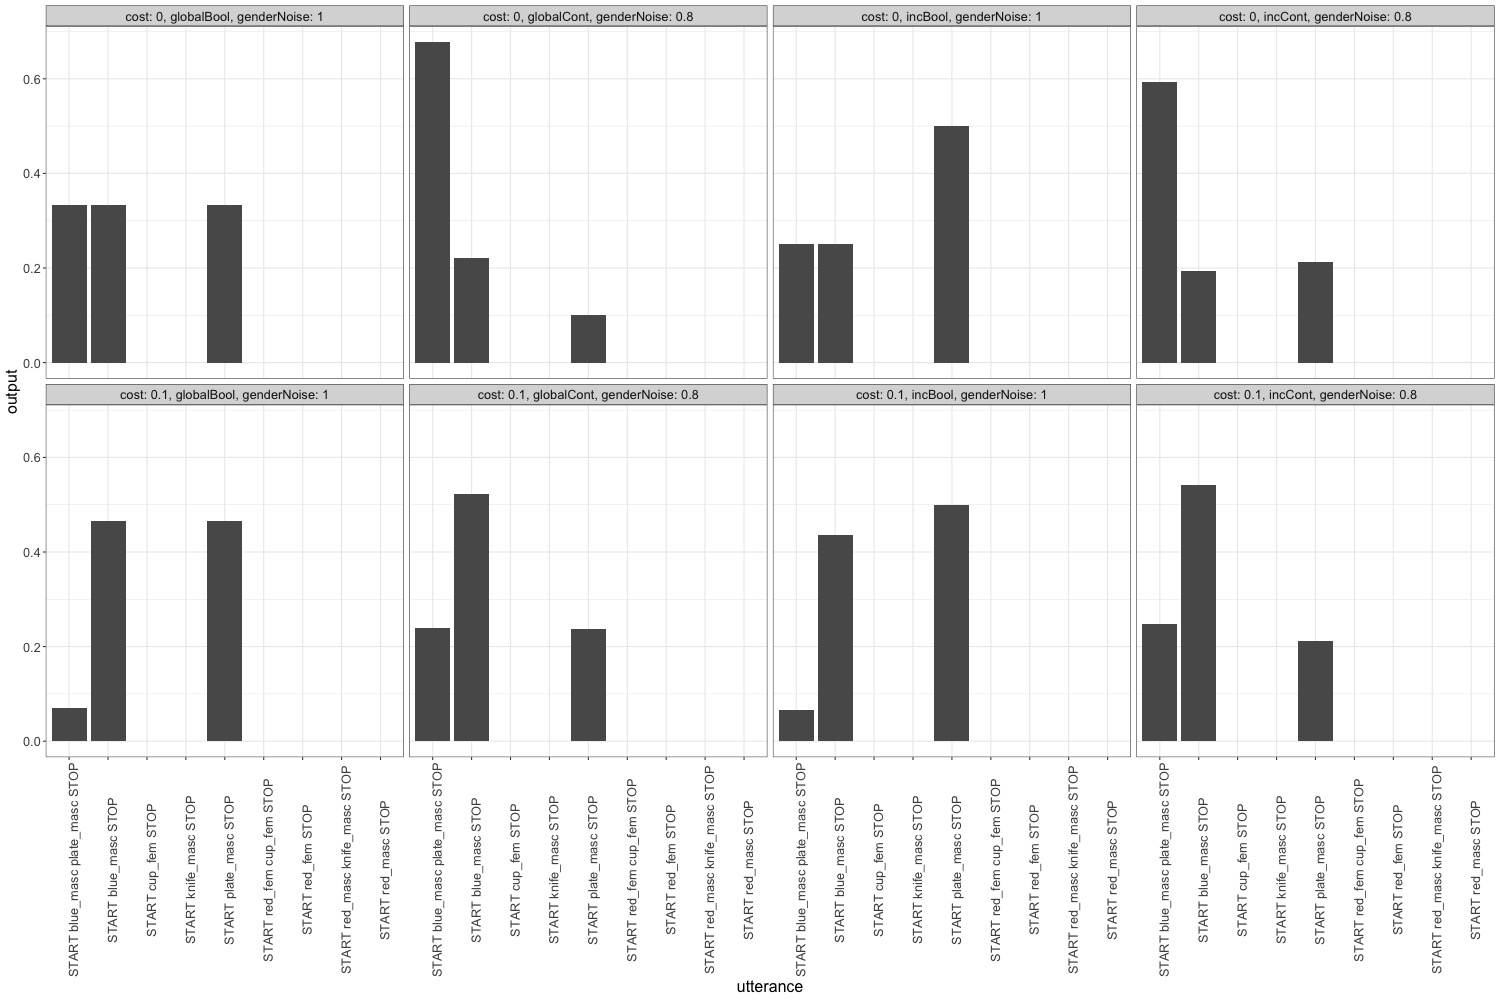 cost: 0, globalBool, genderNoise: 1
cost: 0, globalCont, genderNoise: 0.8
cost: 0, incBool, genderNoise: 1
cost: 0, incCont, genderNoise: 0.8
0.6
0.4
0.2
0.0
output
cost: 0.1, globalBool, genderNoise: 1
cost: 0.1, globalCont, genderNoise: 0.8
cost: 0.1, incBool, genderNoise: 1
cost: 0.1, incCont, genderNoise: 0.8
0.6
0.4
0.2
0.0
START blue_masc plate_masc STOP
START blue_masc STOP
START cup_fem STOP
START knife_masc STOP
START plate_masc STOP
START red_fem cup_fem STOP
START red_fem STOP
START red_masc knife_masc STOP
START red_masc STOP
START blue_masc plate_masc STOP
START blue_masc STOP
START cup_fem STOP
START knife_masc STOP
START plate_masc STOP
START red_fem cup_fem STOP
START red_fem STOP
START red_masc knife_masc STOP
START red_masc STOP
START blue_masc plate_masc STOP
START blue_masc STOP
START cup_fem STOP
START knife_masc STOP
START plate_masc STOP
START red_fem cup_fem STOP
START red_fem STOP
START red_masc knife_masc STOP
START red_masc STOP
START blue_masc plate_masc STOP
START blue_masc STOP
START cup_fem STOP
START knife_masc STOP
START plate_masc STOP
START red_fem cup_fem STOP
START red_fem STOP
START red_masc knife_masc STOP
START red_masc STOP
utterance